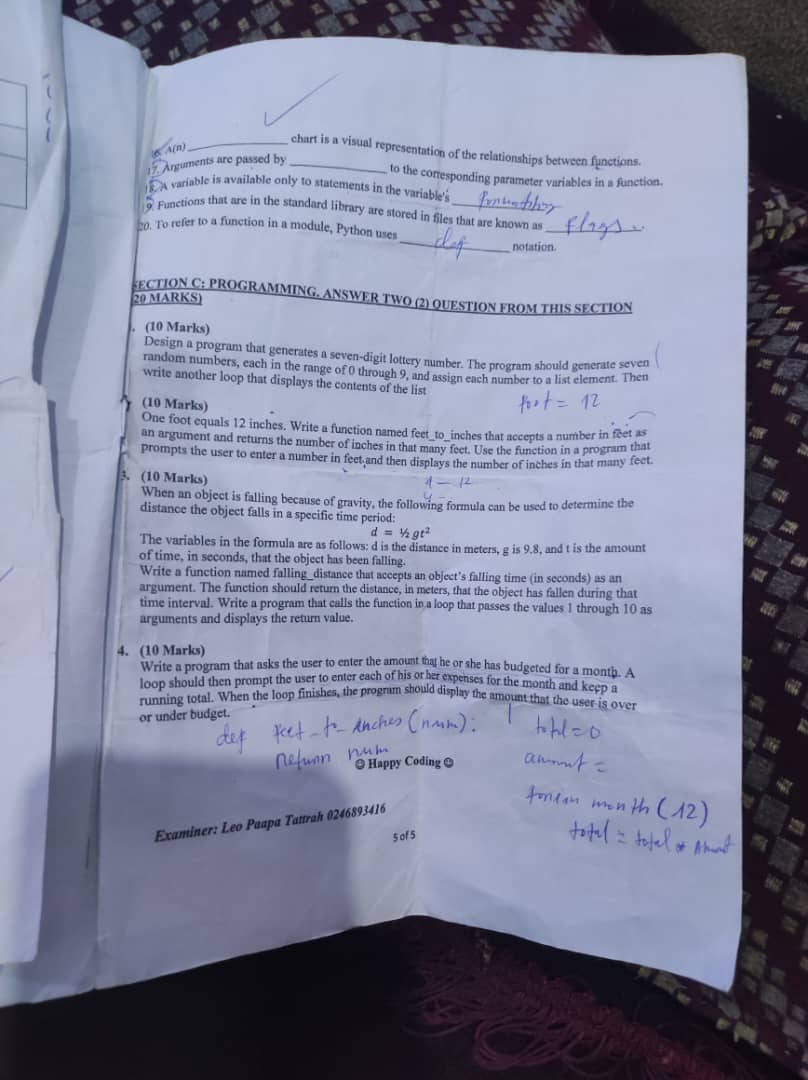 16. A(n) ______ chart is a visual representation of the relationships between functions.
17. Arguments are passed by ______ to the corresponding parameter variables in a function.
18. A variable is available only to statements in the variable's
19. Functions that are in the standard library are stored in files that are known as flags
20. To refer to a function in a module, Python uses def notation.
SECTION C: PROGRAMMING. ANSWER TWO (2) QUESTION FROM THIS SECTION
20 MARKS)
(10 Marks)
Design a program that generates a seven-digit lottery number. The program should generate seven
random numbers, each in the range of 0 through 9, and assign each number to a list element. Then
write another loop that displays the contents of the list
foot = 12
(10 Marks)
One foot equals 12 inches. Write a function named feet_to_inches that accepts a number in feet as
an argument and returns the number of inches in that many feet. Use the function in a program that
prompts the user to enter a number in feet and then displays the number of inches in that many feet.
1 - 12
3. (10 Marks)
When an object is falling because of gravity, the following formula can be used to determine the
distance the object falls in a specific time period:
d = ½ gt²
The variables in the formula are as follows: d is the distance in meters, g is 9.8, and t is the amount
of time, in seconds, that the object has been falling.
Write a function named falling_distance that accepts an object's falling time (in seconds) as an
argument. The function should return the distance, in meters, that the object has fallen during that
time interval. Write a program that calls the function in a loop that passes the values 1 through 10 as
arguments and displays the return value.
4. (10 Marks)
Write a program that asks the user to enter the amount that he or she has budgeted for a month. A
loop should then prompt the user to enter each of his or her expenses for the month and keep a
running total. When the loop finishes, the program should display the amount that the user is over
or under budget.
def feet_to_inches (num):
return num
total = 0
amount =
month (12)
total = total + Amount
☺ Happy Coding ☺
Examiner: Leo Paapa Tattrah 0246893416
5 of 5